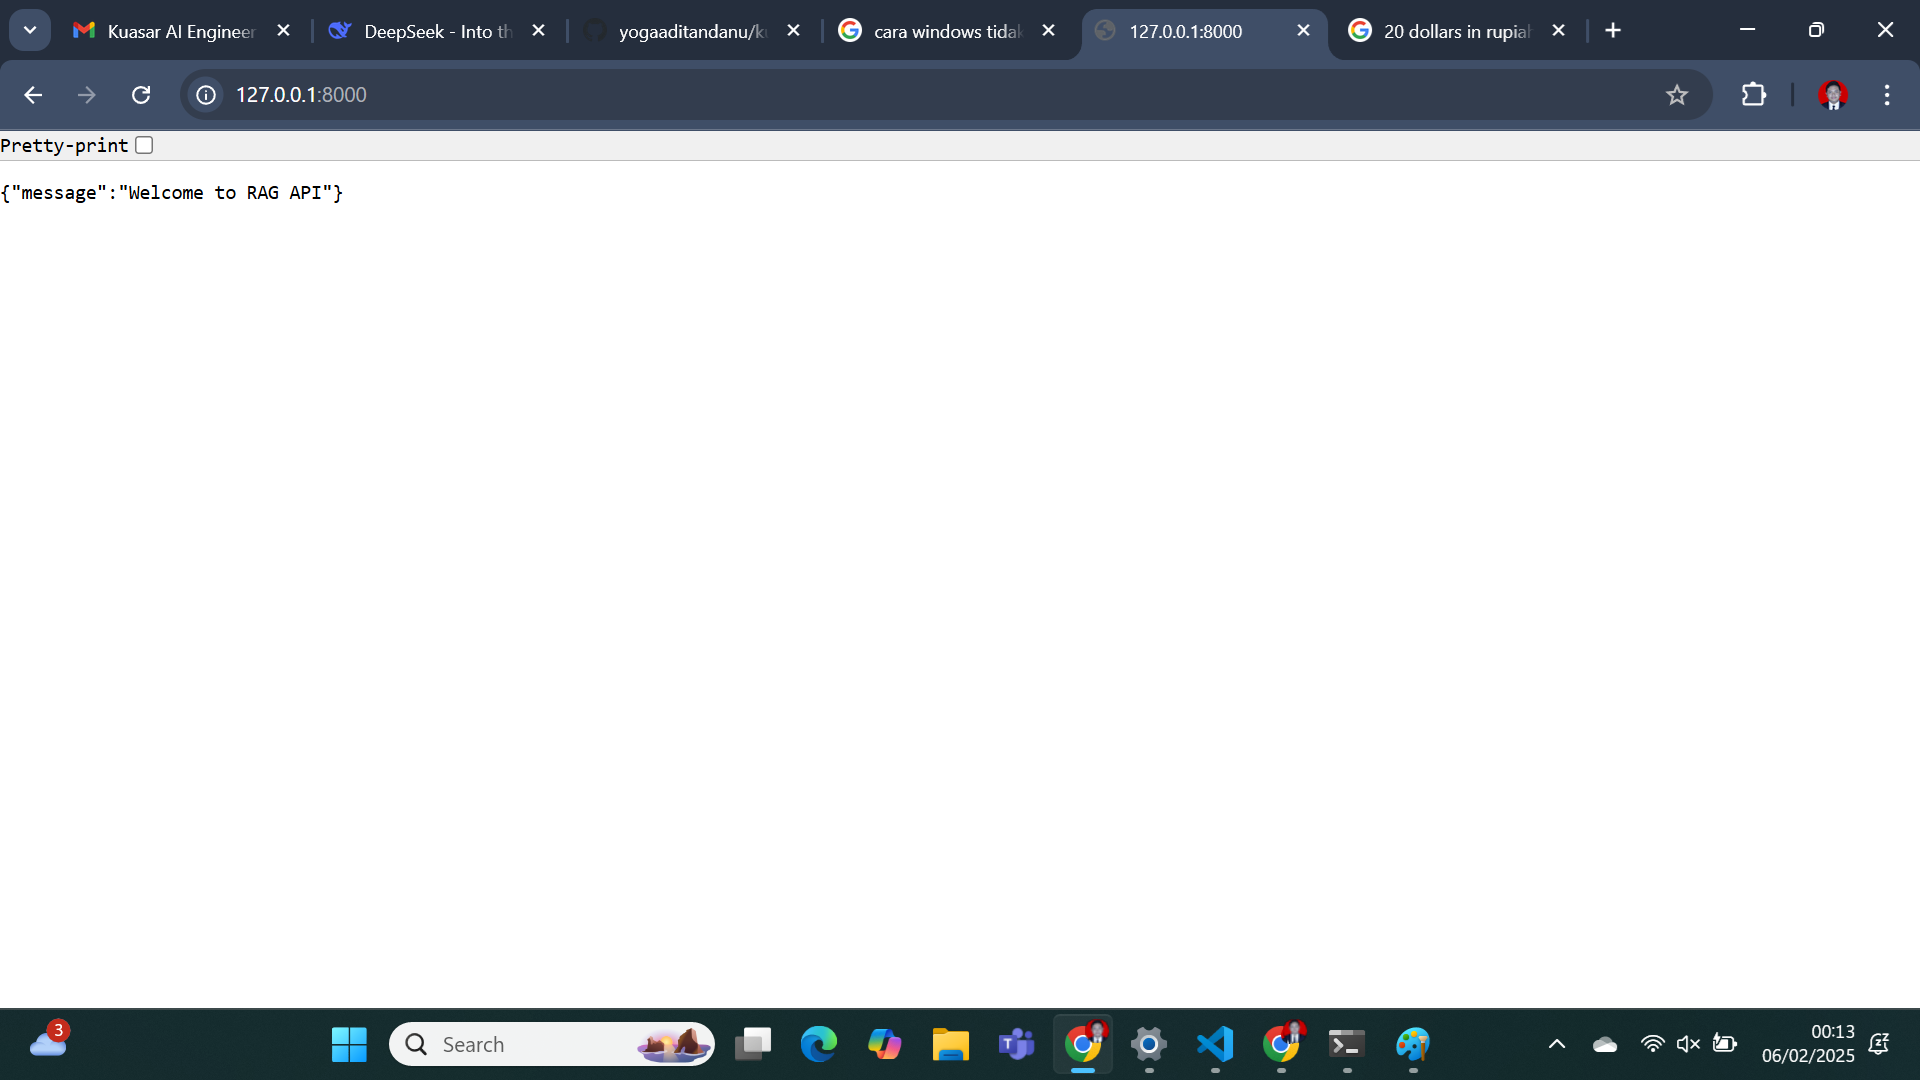 Kuasar AI Engineer
DeepSeek - Into th
yogaaditandanu/k
cara windows tidak
127.0.0.1:8000
20 dollars in rupiah
127.0.0.1:8000
Pretty-print
{"message":"Welcome to RAG API"}
3
Search
00:13
06/02/2025